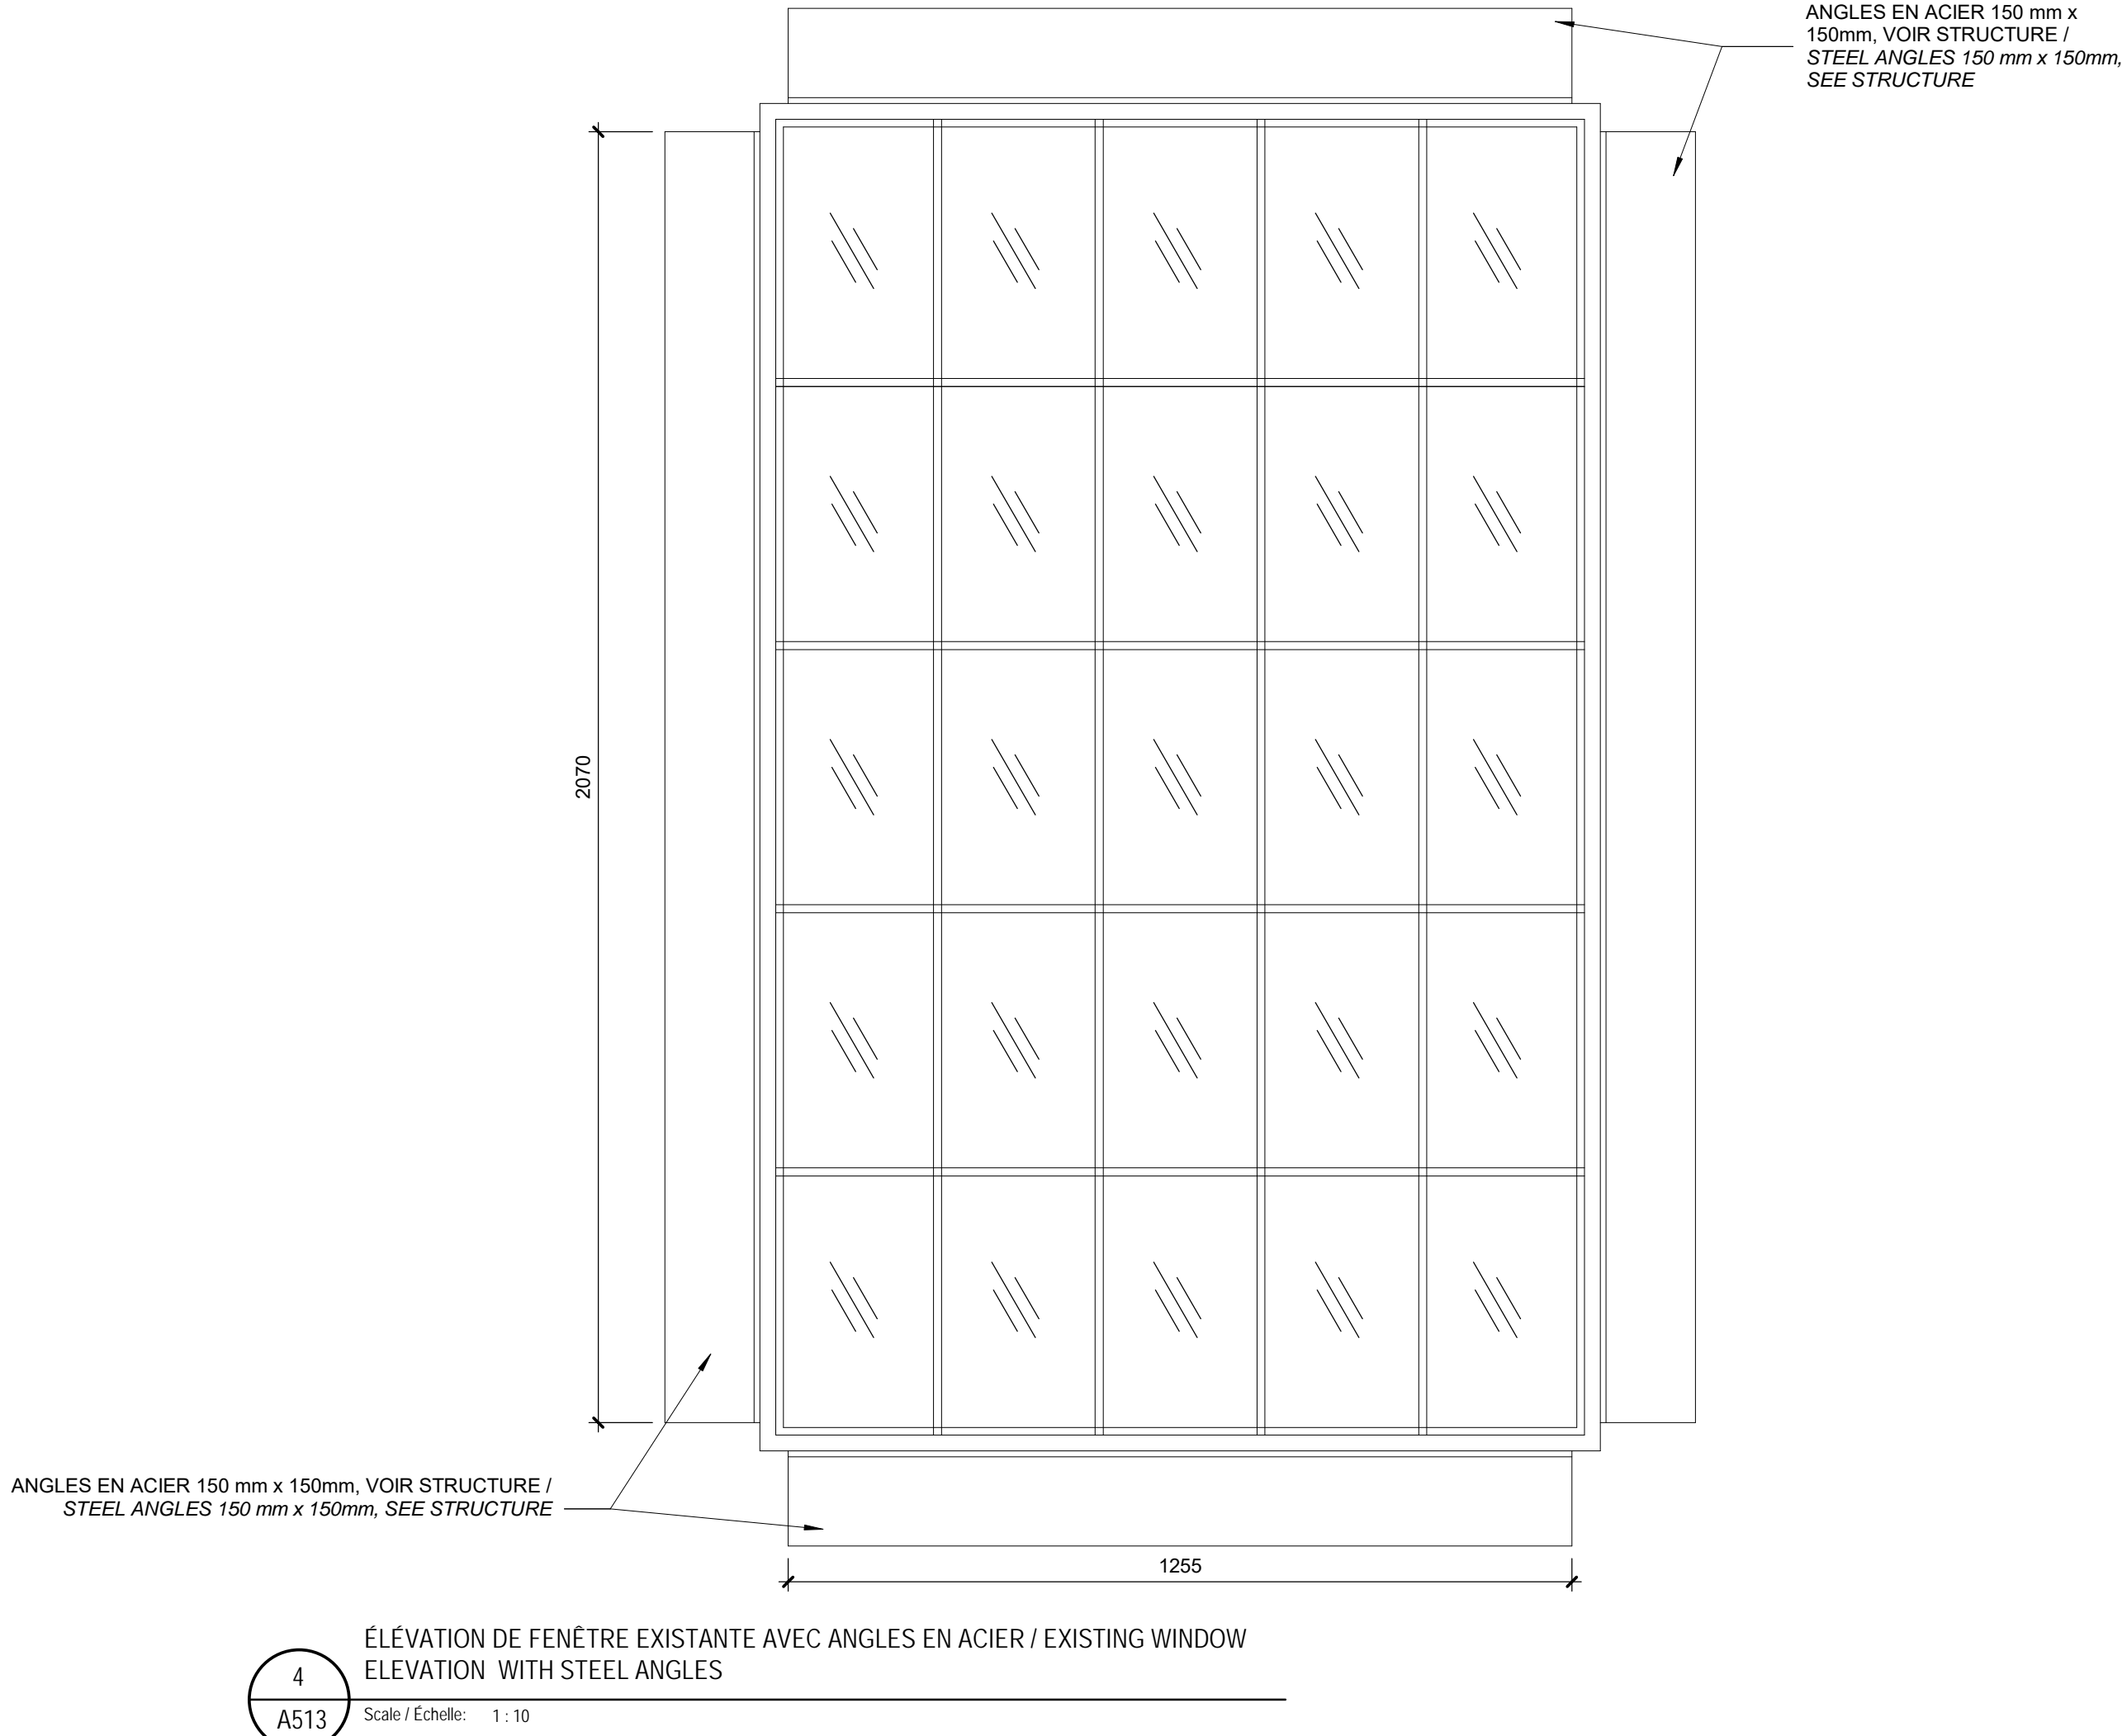 ANGLES EN ACIER 150 mm x
150mm, VOIR STRUCTURE /
STEEL ANGLES 150 mm x 150mm,
SEE STRUCTURE
2070
ANGLES EN ACIER 150 mm x 150mm, VOIR STRUCTURE /
STEEL ANGLES 150 mm x 150mm, SEE STRUCTURE
1255
ÉLÉVATION DE FENÊTRE EXISTANTE AVEC ANGLES EN ACIER / EXISTING WINDOW
ELEVATION WITH STEEL ANGLES
4
A513
Scale / Échelle: 1 : 10